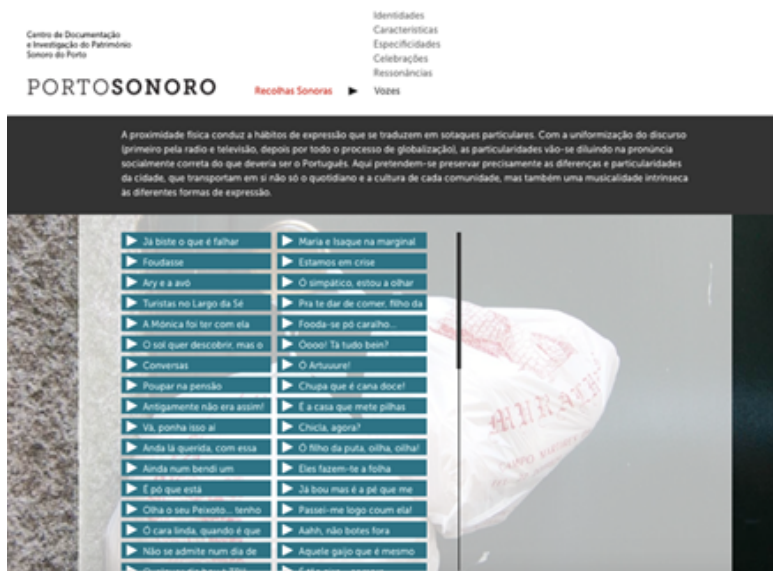 Centro de Documentação
e Investigação do Património
Sonoro do Porto
PORTOSONORO
Identidades
Características
Especificidades
Celebrações
Ressonâncias
Recolhas Sonoras ▶ Vozes
A proximidade física conduz a hábitos de expressão que se traduzem em sotaques particulares. Com a uniformização do discurso
(primeiro pela radio e televisão, depois por todo o processo de globalização), as particularidades vão-se diluindo na pronúncia
socialmente correta do que deveria ser o Português. Aqui pretendem-se preservar precisamente as diferenças e particularidades
da cidade, que transportam em si não só o quotidiano e a cultura de cada comunidade, mas também uma musicalidade intrínseca
às diferentes formas de expressão.
Já biste o que é falhar
Foudasse
Ary e a avó
Turistas no Largo da Sé
A Mónica foi ter com ela
O sol quer descobrir, mas o
Conversas
Poupar na pensão
Antigamente não era assim!
Vá, ponha isso aí
Anda lá querida, com essa
Ainda num bendi um
É pó que está
Olha o seu Peixoto... tenho
Ó cara linda, quando é que
Não se admite num dia de
Maria e Isaque na marginal
Estamos em crise
Ó simpático, estou a olhar
Pra te dar de comer, filho da
Fooda-se pó caralho...
Oooo! Tá tudo bein?
Ó Artuuure!
Chupa que é cana doce!
É a casa que mete pilhas
Chicla, agora?
Ó filho da puta, oilha, oilha!
Eles fazem-te a folha
Já bou mas é a pé que me
Passei-me logo coum ela!
Aahh, não botes fora
Aquele gaijo que é mesmo